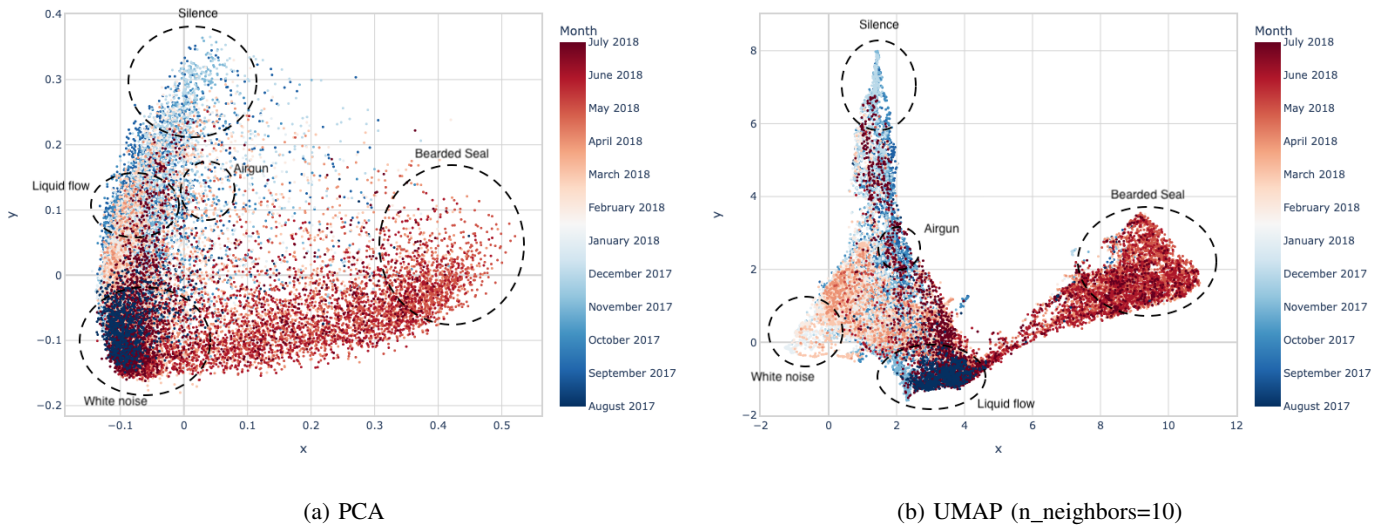 Silence
Month
0.4
July 2018
June 2018
0.3
May 2018
April 2018
0.2
Bearded Seal
Airgun
March 2018
Liquid flow
February 2018
y
0.1
January 2018
December 2017
0
November 2017
October 2017
−0.1
September 2017
White noise
August 2017
−0.2
−0.1
0
0.1
0.2
0.3
0.4
0.5
x
(a) PCA
Silence
Month
8
July 2018
June 2018
6
May 2018
April 2018
4
March 2018
Bearded Seal
February 2018
y
Airgun
January 2018
2
December 2017
November 2017
0
October 2017
White noise
September 2017
Liquid flow
August 2017
−2
−2
0
2
4
6
8
10
12
x
(b) UMAP (n_neighbors=10)